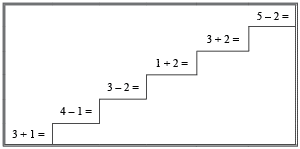 5 – 2 =
3 + 2 =
1 + 2 =
3 – 2 =
4 – 1 =
3 + 1 =